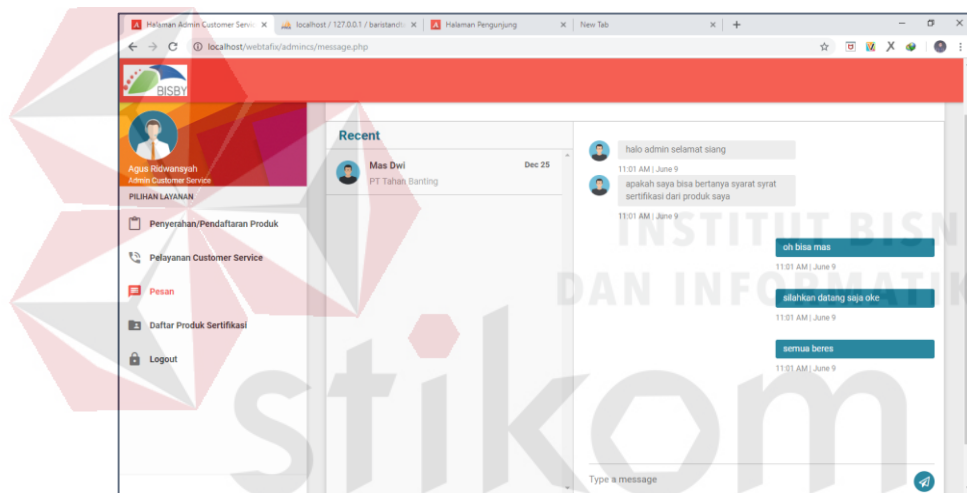 Halaman Admin Customer Servic
localhost / 127.0.0.1 / baristandi
Halaman Pengunjung
New Tab
localhost/webtafix/admincs/message.php
BISBY
Agus Ridwansyah
Admin Customer Service
PILIHAN LAYANAN
Penyerahan/Pendaftaran Produk
Pelayanan Customer Service
Pesan
Daftar Produk Sertifikasi
Logout
Recent
Mas Dwi
Dec 25
PT Tahan Banting
halo admin selamat siang
11:01 AM | June 9
apakah saya bisa bertanya syarat syrat
sertifikasi dari produk saya
11:01 AM | June 9
oh bisa mas
11:01 AM | June 9
silahkan datang saja oke
11:01 AM | June 9
semua beres
11:01 AM | June 9
Type a message
INSTITUT BISN
DAN INFORMATIK
stikom